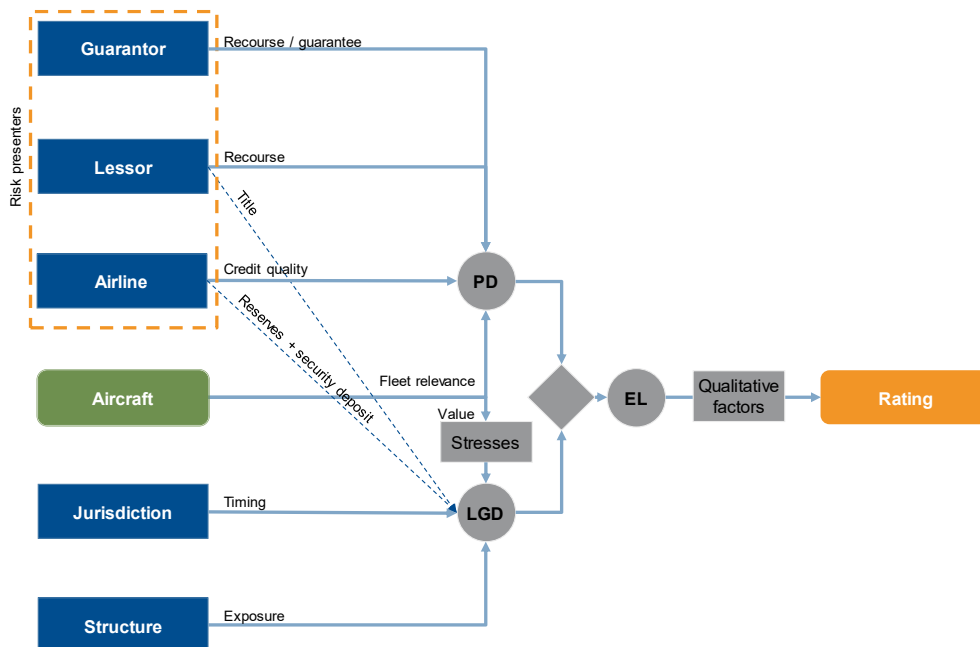 Risk presenters
Guarantor
Recourse / guarantee
Lessor
Recourse
Title
Airline
Credit quality
PD
Reserves + security deposit
Aircraft
Fleet relevance
Value
Stresses
EL
Qualitative
factors
Rating
Jurisdiction
Timing
LGD
Structure
Exposure